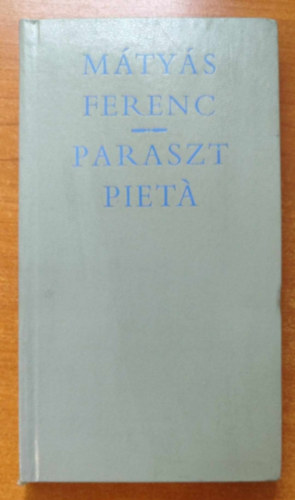 MÁTYÁS
FERENC
PARASZT
PIETÀ